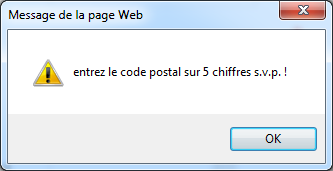 Message de la page Web
entrez le code postal sur 5 chiffres s.v.p. !
OK